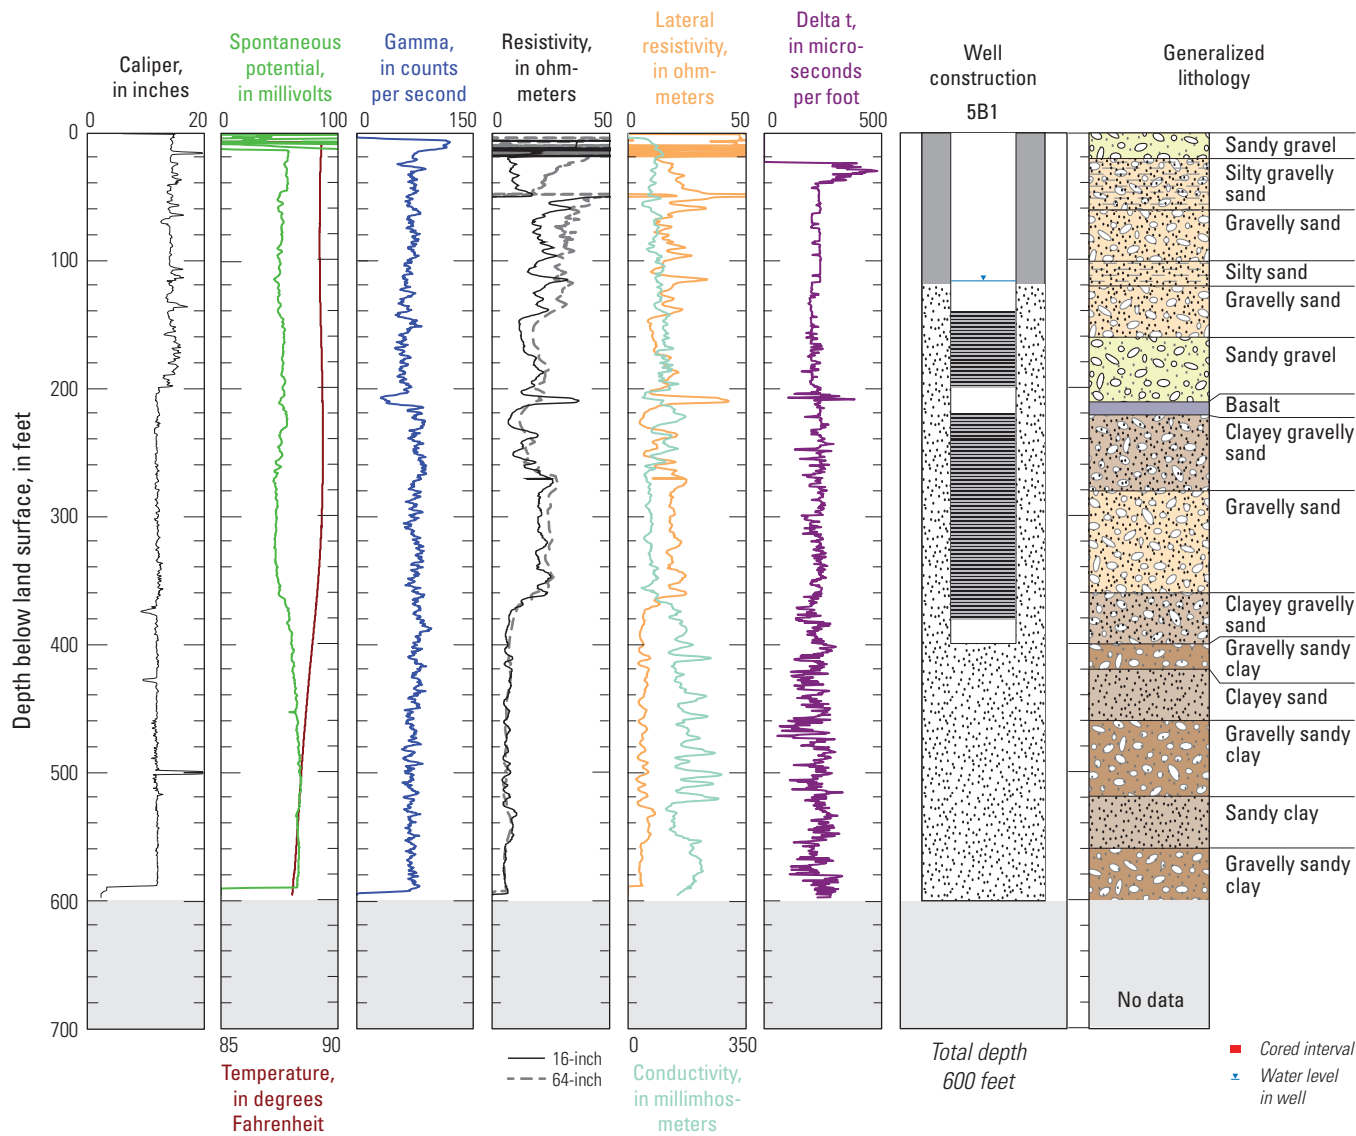 Caliper,
in inches
Spontaneous
potential,
in millivolts
Gamma,
in counts
per second
Resistivity,
in ohm-
meters
Lateral
resistivity,
in ohm-
meters
Delta t,
in micro-
seconds
per foot
Well
construction
5B1
Generalized
lithology
0 20
0 100
0 150
0 50
0 50
0 500
Depth below land surface, in feet
0
100
200
300
400
500
600
700
Sandy gravel
Silty gravelly
sand
Gravelly sand
Silty sand
Gravelly sand
Sandy gravel
Basalt
Clayey gravelly
sand
Gravelly sand
Clayey gravelly
sand
Gravelly sandy
clay
Clayey sand
Gravelly sandy
clay
Sandy clay
Gravelly sandy
clay
No data
85 90
Temperature,
in degrees
Fahrenheit
16-inch
64-inch
0 350
Conductivity,
in millimhos-
meters
Total depth
600 feet
Cored interval
Water level
in well